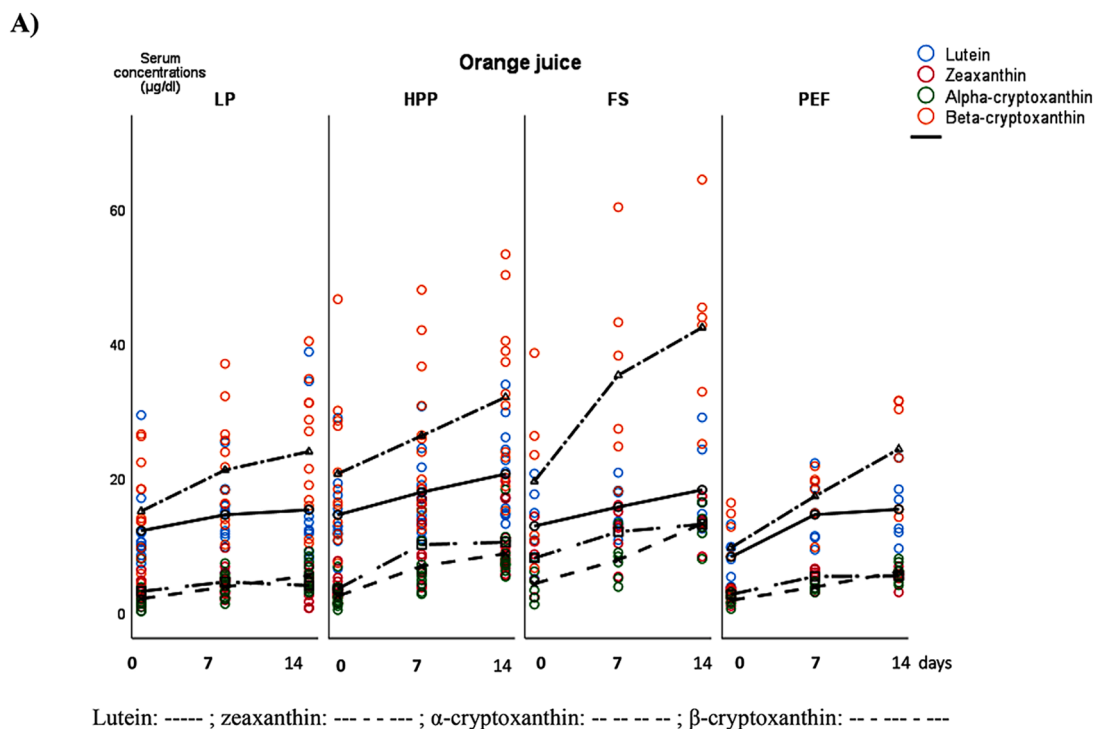 A)
Serum
concentrations
(µg/dl)
Orange juice
LP
HPP
FS
PEF
Lutein
Zeaxanthin
Alpha-cryptoxanthin
Beta-cryptoxanthin
60
40
20
0
0 7 14 0 7 14 0 7 14 0 7 14 days
Lutein: ----- ; zeaxanthin: --- - - --- ; α-cryptoxanthin: -- -- -- -- ; β-cryptoxanthin: -- - --- - ---